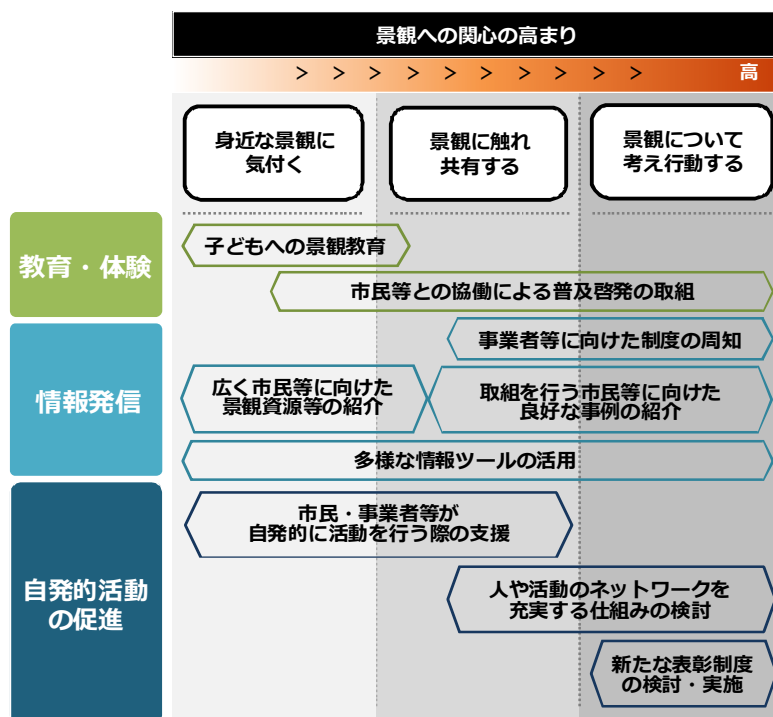 景観への関心の高まり
> > > > > > > > > > 高
身近な景観に
気付く
景観に触れ
共有する
景観について
考え行動する
教育・体験
子どもへの景観教育
市民等との協働による普及啓発の取組
情報発信
事業者等に向けた制度の周知
広く市民等に向けた
景観資源等の紹介
取組を行う市民等に向けた
良好な事例の紹介
多様な情報ツールの活用
自発的活動
の促進
市民・事業者等が
自発的に活動を行う際の支援
人や活動のネットワークを
充実する仕組みの検討
新たな表彰制度
の検討・実施